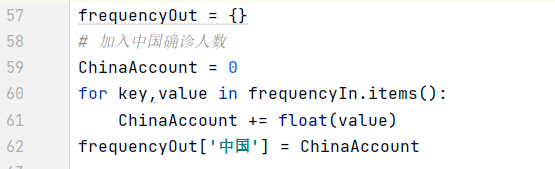 57 frequencyOut = {}
58 # 加入中国确诊人数
59 ChinaAccount = 0
60 for key,value in frequencyIn.items():
61     ChinaAccount += float(value)
62 frequencyOut['中国'] = ChinaAccount